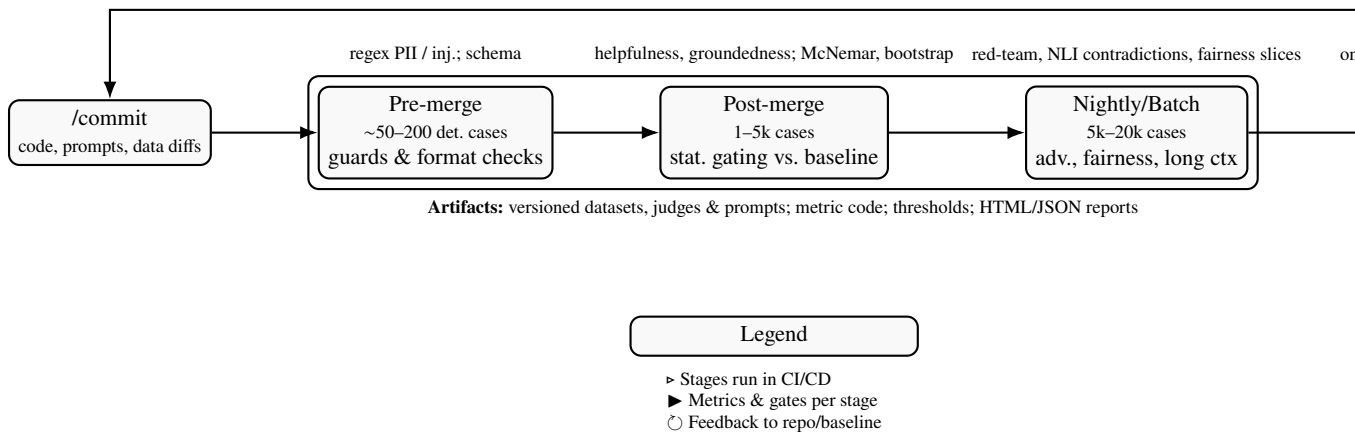 regex PII / inj.; schema
helpfulness, groundedness; McNemar, bootstrap
red-team, NLI contradictions, fairness slices
/commit
code, prompts, data diffs
Pre-merge
~50–200 det. cases
guards & format checks
Post-merge
1–5k cases
stat. gating vs. baseline
Nightly/Batch
5k–20k cases
adv., fairness, long ctx
Artifacts: versioned datasets, judges & prompts; metric code; thresholds; HTML/JSON reports
Legend
▹ Stages run in CI/CD
▶ Metrics & gates per stage
↻ Feedback to repo/baseline